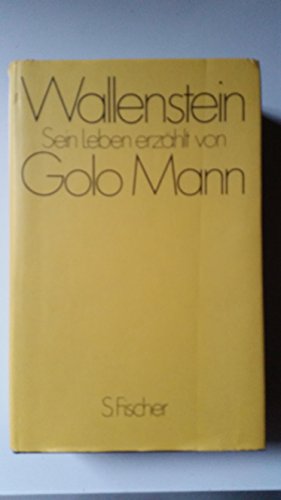 Wallenstein
Sein Leben erzählt von
Golo Mann
S. Fischer